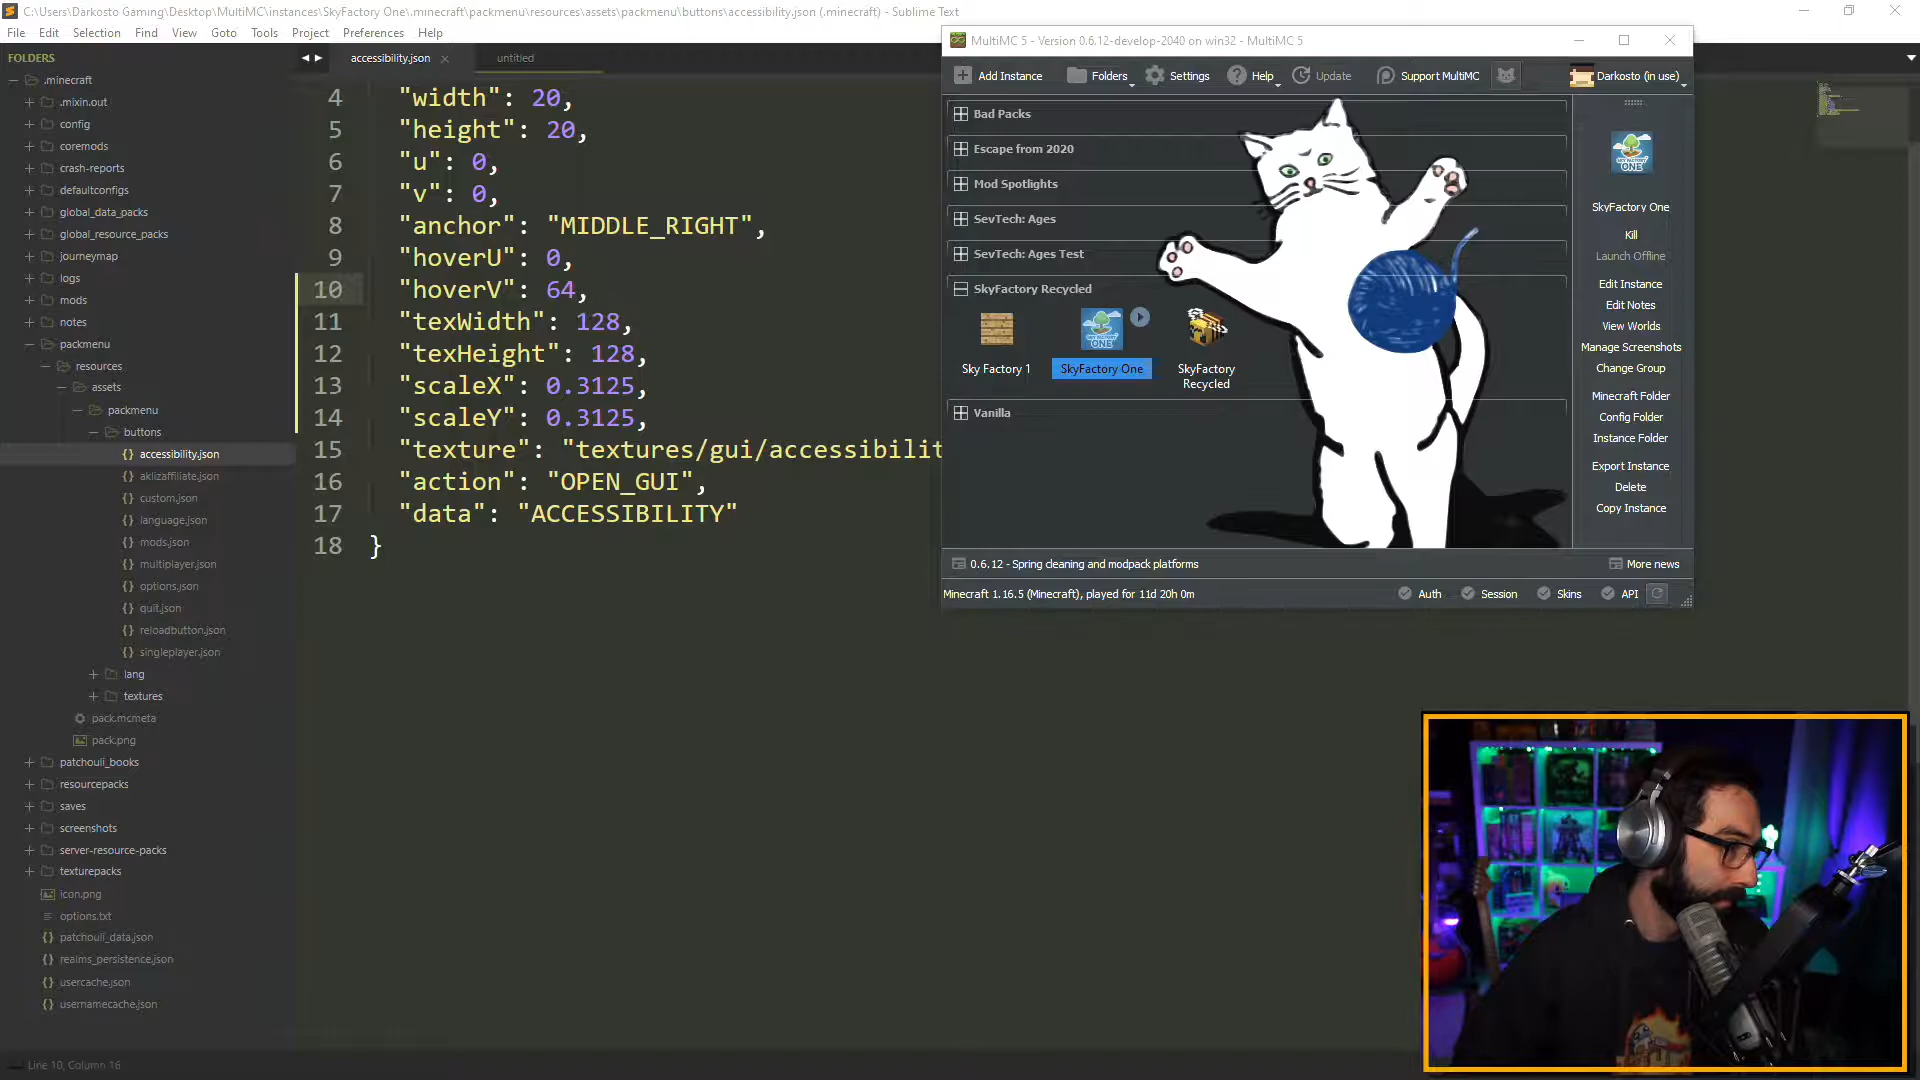 C:\Users\Darkosto Gaming\Desktop\MultiMC\instances\SkyFactory One\.minecraft\packmenu\resources\assets\packmenu\buttons\accessibility.json (.minecraft) - Sublime Text
File Edit Selection Find View Goto Tools Project Preferences Help
FOLDERS
.minecraft
.mixin.out
config
coremods
crash-reports
defaultconfigs
global_data_packs
global_resource_packs
journeymap
logs
mods
notes
packmenu
resources
assets
packmenu
buttons
accessibility.json
aklizaffiliate.json
custom.json
language.json
mods.json
multiplayer.json
options.json
quit.json
reloadbutton.json
singleplayer.json
lang
textures
pack.mcmeta
pack.png
patchouli_books
resourcepacks
saves
screenshots
server-resource-packs
texturepacks
icon.png
options.txt
patchouli_data.json
realms_persistence.json
usercache.json
usernamecache.json
Line 10, Column 16
accessibility.json
untitled
4 "width": 20,
5 "height": 20,
6 "u": 0,
7 "v": 0,
8 "anchor": "MIDDLE_RIGHT",
9 "hoverU": 0,
10 "hoverV": 64,
11 "texWidth": 128,
12 "texHeight": 128,
13 "scaleX": 0.3125,
14 "scaleY": 0.3125,
15 "texture": "textures/gui/accessibilit
16 "action": "OPEN_GUI",
17 "data": "ACCESSIBILITY"
18 }
MultiMC 5 - Version 0.6.12-develop-2040 on win32 - MultiMC 5
Add Instance Folders Settings Help Update Support MultiMC Darkosto (in use)
Bad Packs
Escape from 2020
Mod Spotlights
SevTech: Ages
SevTech: Ages Test
SkyFactory Recycled
Sky Factory 1
SkyFactory One
SkyFactory Recycled
Vanilla
SKY FACTORY
ONE
SkyFactory One
Kill
Launch Offline
Edit Instance
Edit Notes
View Worlds
Manage Screenshots
Change Group
Minecraft Folder
Config Folder
Instance Folder
Export Instance
Delete
Copy Instance
0.6.12 - Spring cleaning and modpack platforms
More news
Minecraft 1.16.5 (Minecraft), played for 11d 20h 0m
Auth Session Skins API